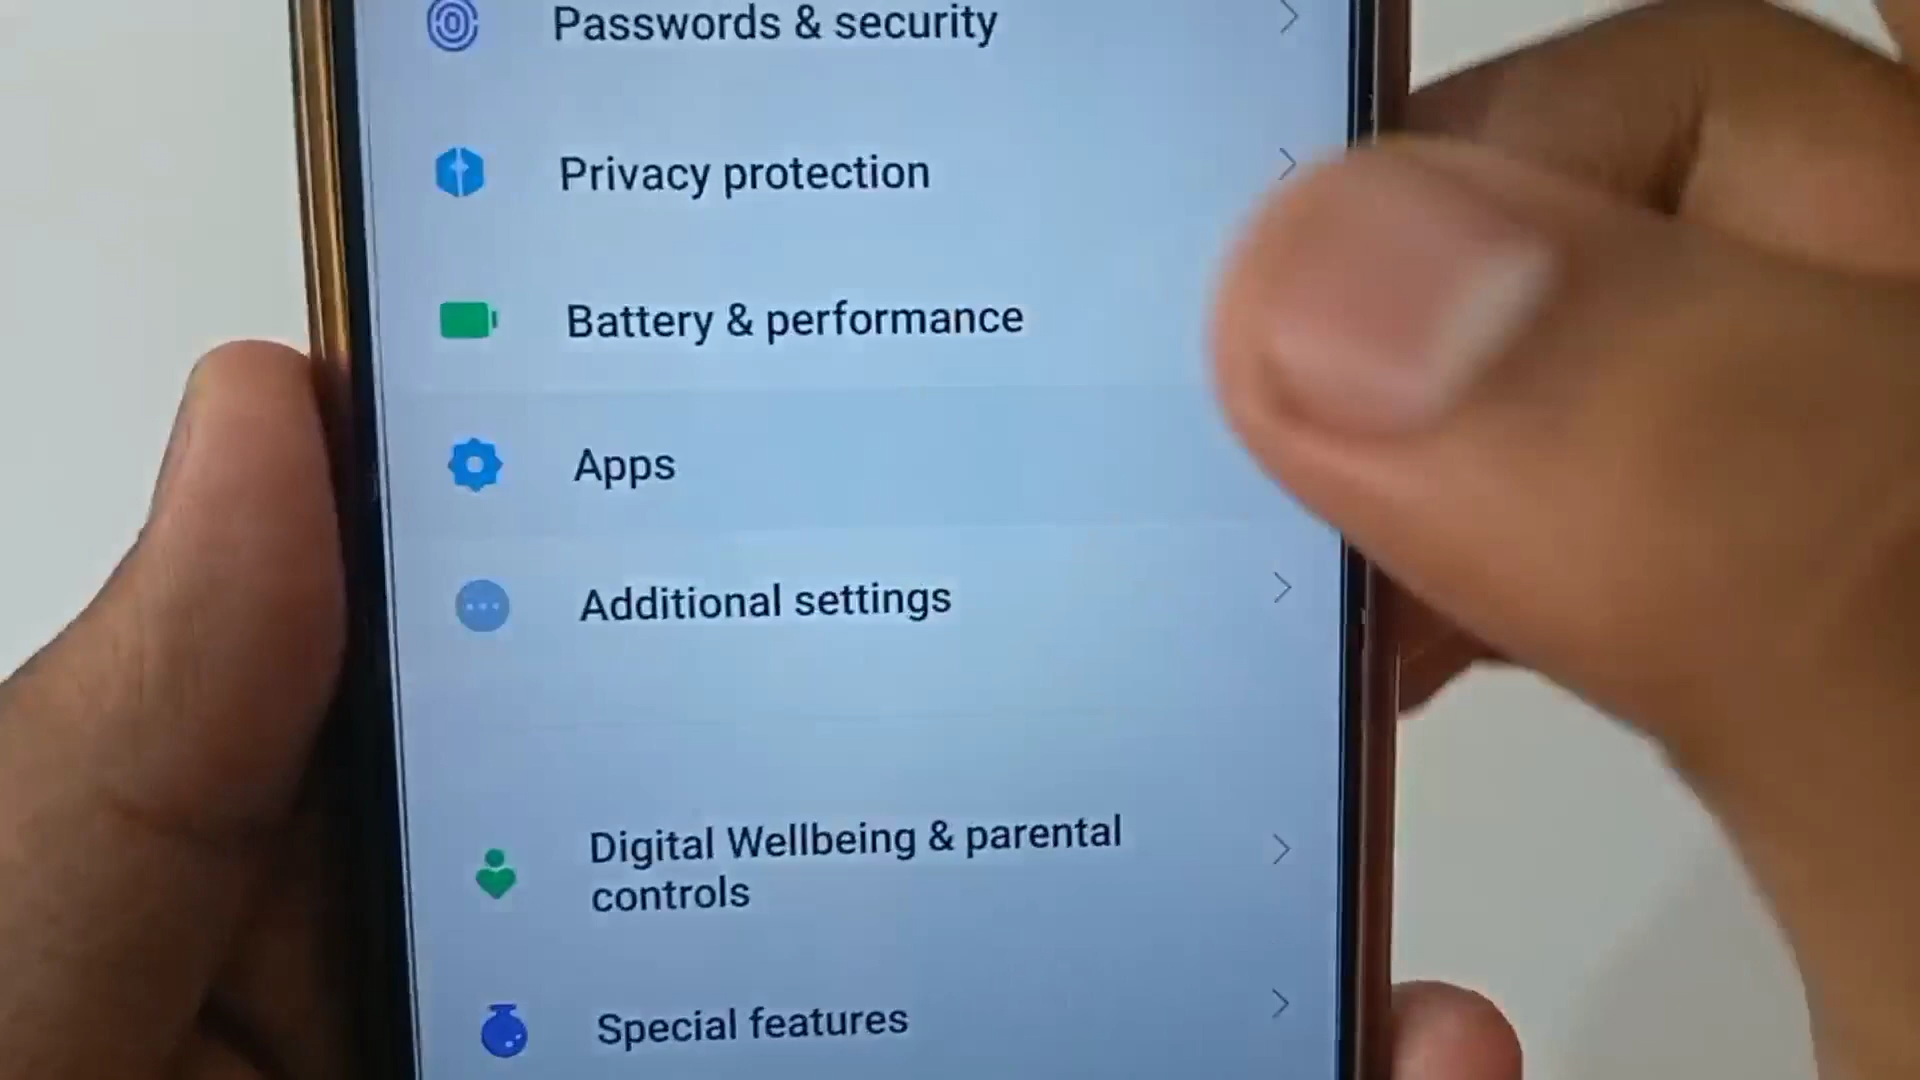 Passwords & security
Privacy protection
Battery & performance
Apps
Additional settings
Digital Wellbeing & parental
controls
Special features